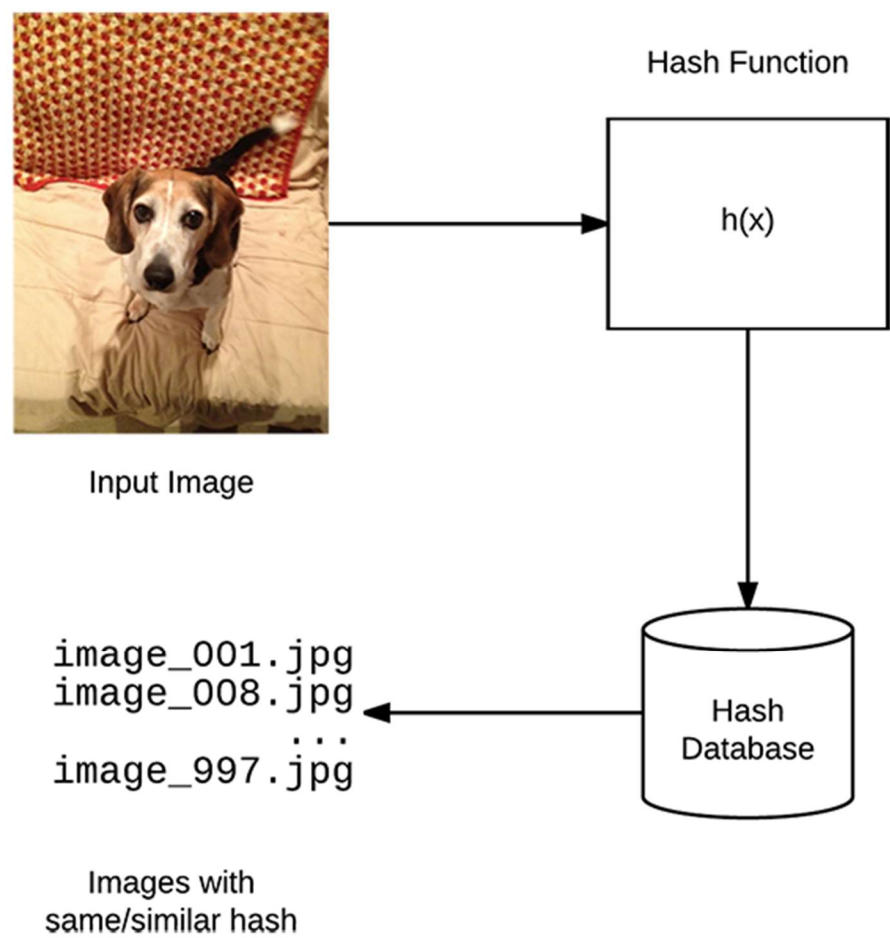 Hash Function
h(x)
Input Image
Hash
Database
image_001.jpg
image_008.jpg
...
image_997.jpg
Images with
same/similar hash